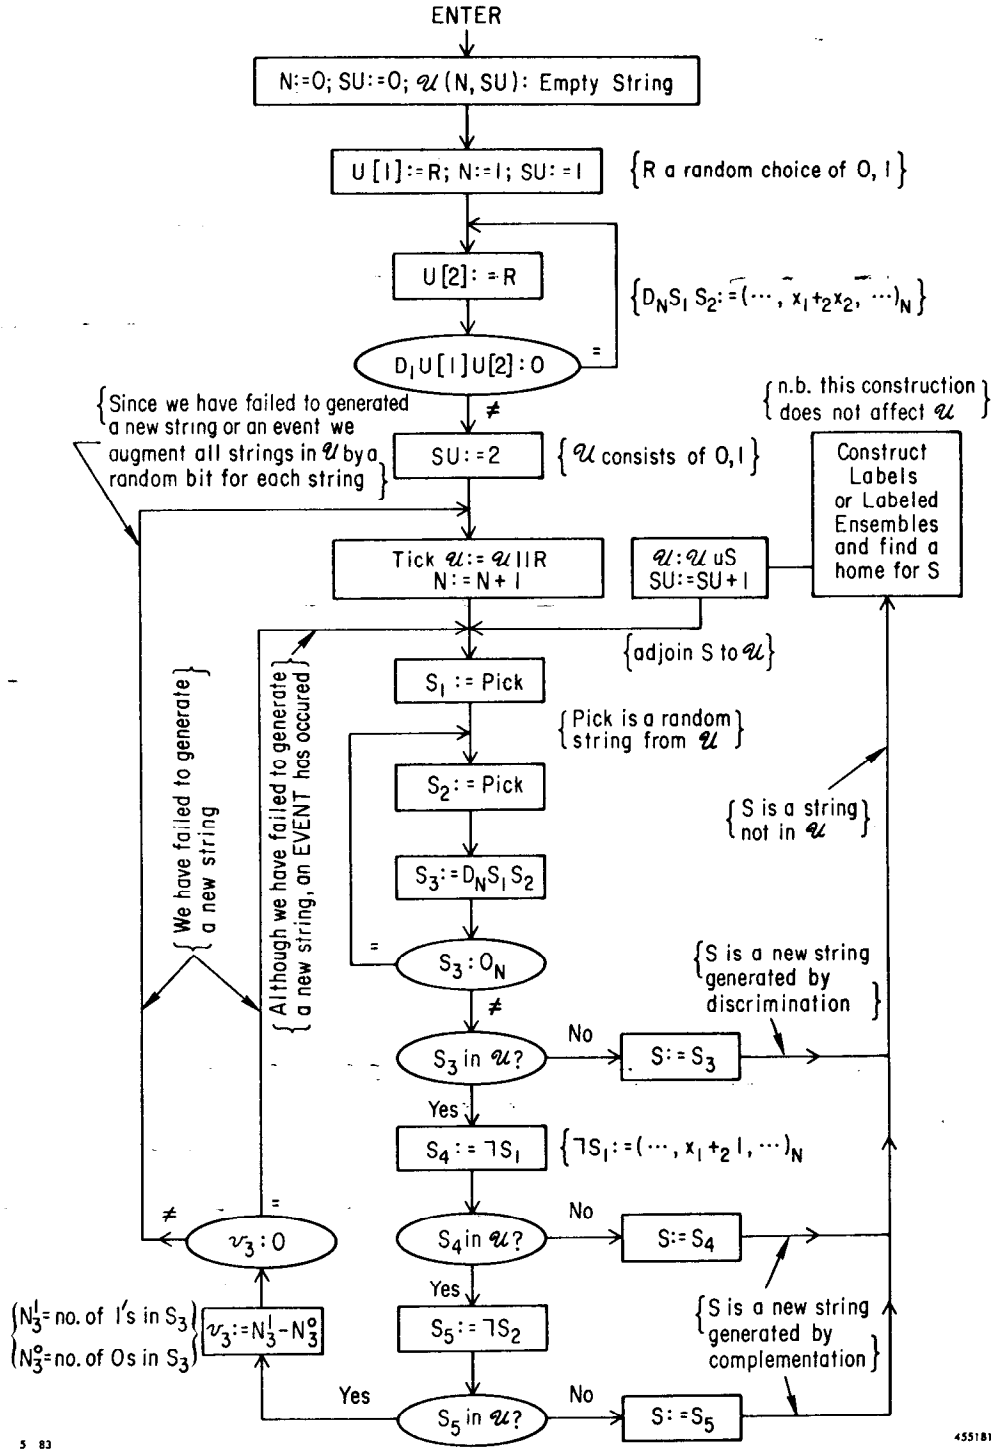 ENTER
N:=0; SU:=0; 𝒰 (N, SU): Empty String
U [1]:=R; N:=1; SU:=1
{R a random choice of 0, 1}
U [2]: = R
{D_N S_1 S_2:=(⋯, x_1 +_2 x_2, ⋯)_N}
D_1 U [1] U[2] : 0
=
≠
{Since we have failed to generated
a new string or an event we
augment all strings in 𝒰 by a
random bit for each string}
SU:=2
{𝒰 consists of 0,1}
{n.b. this construction
does not affect 𝒰}
Construct
Labels
or Labeled
Ensembles
and find a
home for S
Tick 𝒰:= 𝒰 || R
N:= N + 1
𝒰: 𝒰 u S
SU:=SU+1
{adjoin S to 𝒰}
S_1 := Pick
{Pick is a random
string from 𝒰}
S_2: = Pick
{We have failed to generate
a new string}
{Although we have failed to generate
a new string, an EVENT has occured}
{S is a string
not in 𝒰}
S_3:= D_N S_1 S_2
S_3 : 0_N
=
≠
{S is a new string
generated by
discrimination}
S_3 in 𝒰?
No
S:= S_3
Yes
S_4:= ⅂S_1
{⅂S_1:=(⋯, x_1 +_2 1, ⋯)_N
S_4 in 𝒰?
No
S:= S_4
Yes
≠
=
𝓋_3 : 0
S_5:= ⅂S_2
{S is a new string
generated by
complementation}
{N_3^1= no. of 1's in S_3}
{N_3^0= no. of 0s in S_3}
𝓋_3:= N_3^1 – N_3^0
Yes
S_5 in 𝒰?
No
S: = S_5
5 83
4551B1